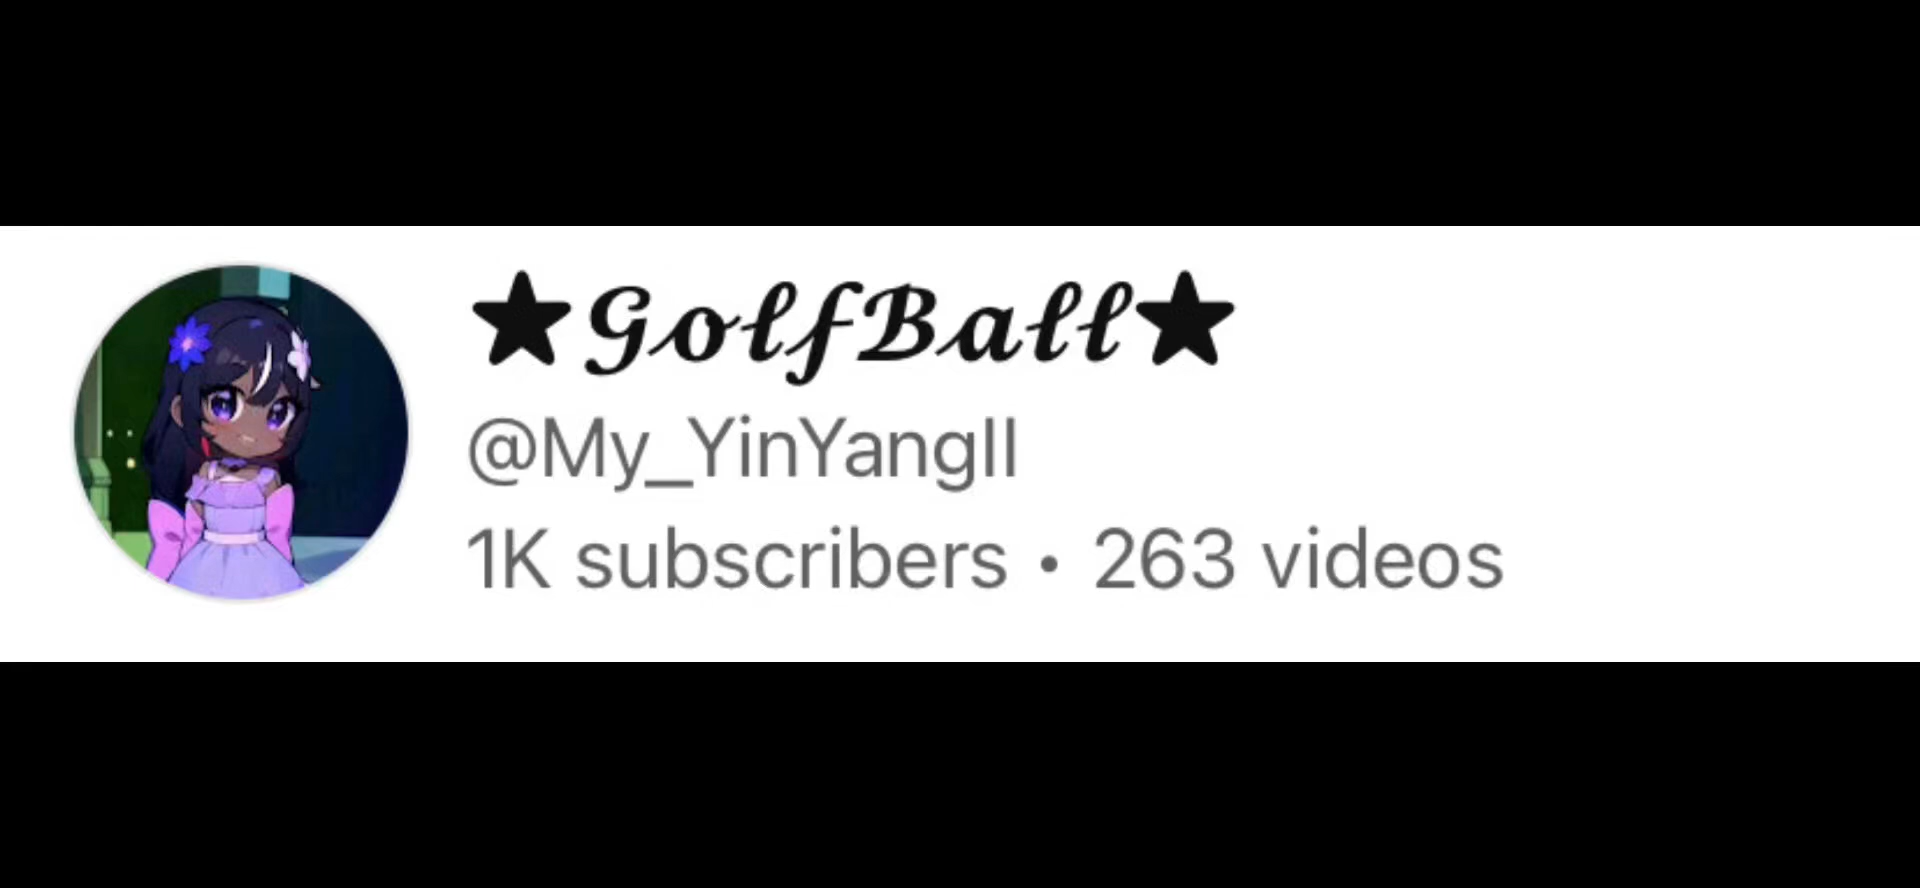 ★𝓖𝓸𝓵𝓯𝓑𝓪𝓵𝓵★
@My_YinYangII
1K subscribers • 263 videos